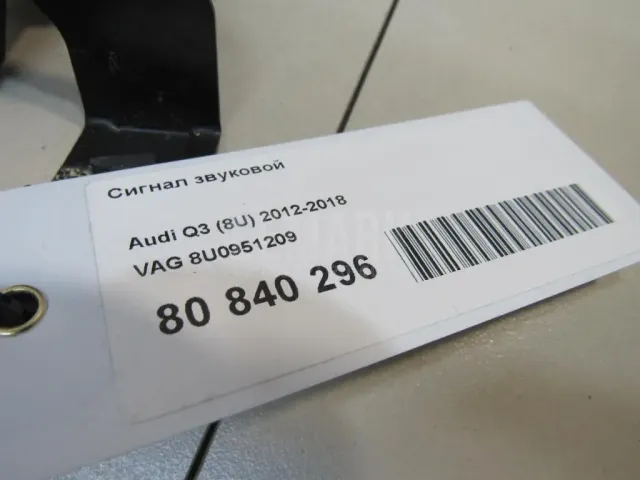 Сигнал звуковой
Audi Q3 (8U) 2012-2018
VAG 8U0951209
80 840 296